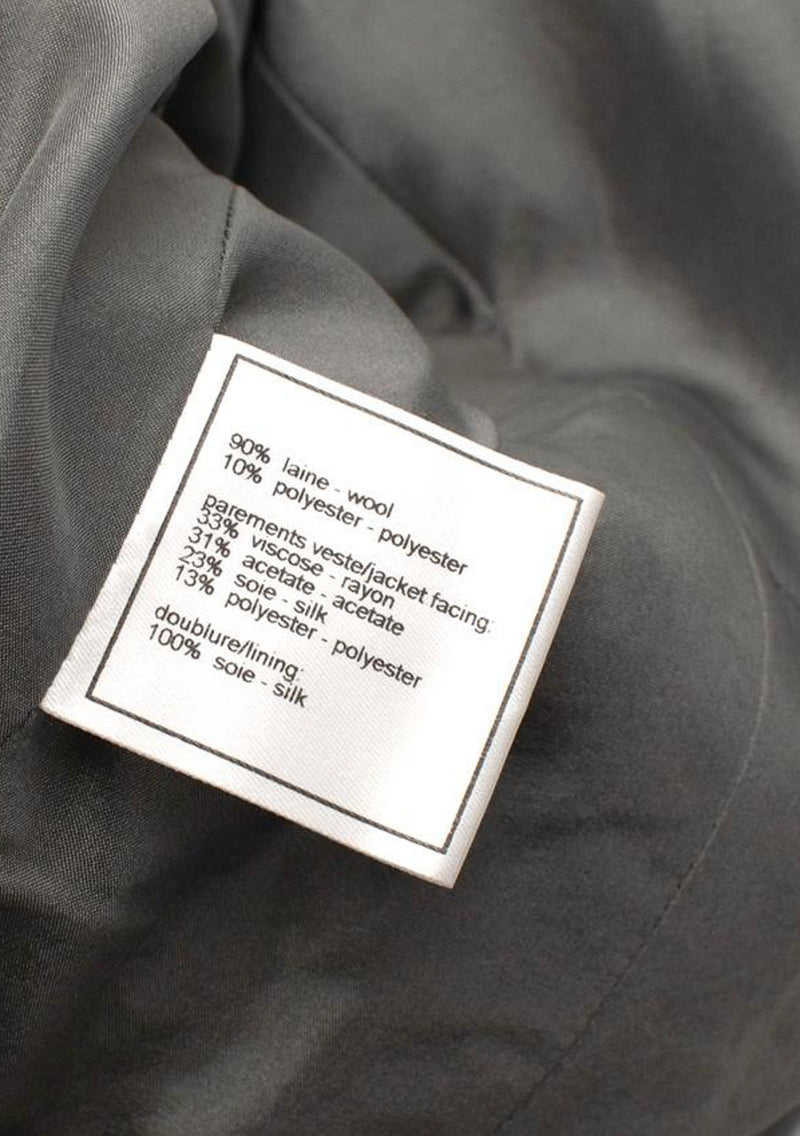 90% laine - wool
10% polyester - polyester
parements veste/jacket facing:
33% viscose - rayon
31% acetate - acetate
23% soie - silk
13% polyester - polyester
doublure/lining:
100% soie - silk